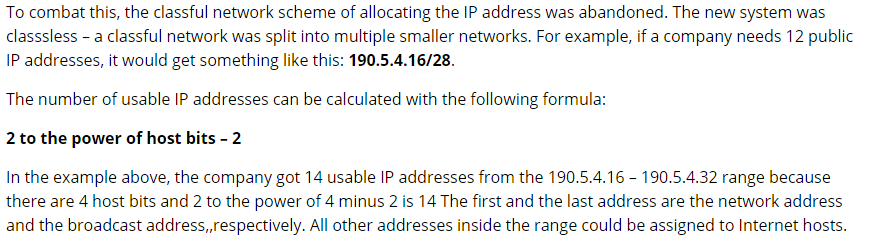 To combat this, the classful network scheme of allocating the IP address was abandoned. The new system was
classsless – a classful network was split into multiple smaller networks. For example, if a company needs 12 public
IP addresses, it would get something like this: 190.5.4.16/28.
The number of usable IP addresses can be calculated with the following formula:
2 to the power of host bits – 2
In the example above, the company got 14 usable IP addresses from the 190.5.4.16 – 190.5.4.32 range because
there are 4 host bits and 2 to the power of 4 minus 2 is 14 The first and the last address are the network address
and the broadcast address,,respectively. All other addresses inside the range could be assigned to Internet hosts.